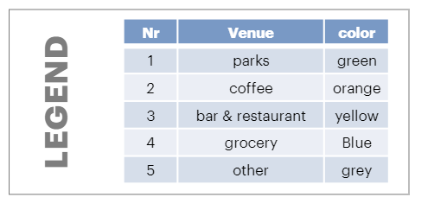 LEGEND
Nr Venue color
1 parks green
2 coffee orange
3 bar & restaurant yellow
4 grocery Blue
5 other grey